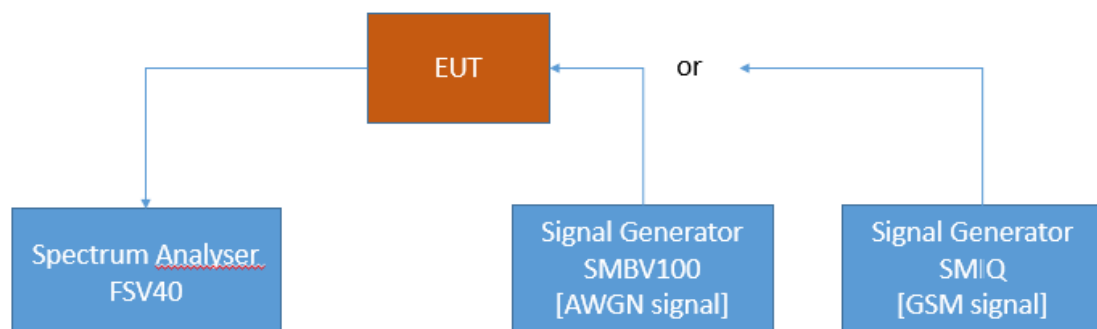 EUT
or
Spectrum Analyser
FSV40
Signal Generator
SMBV100
[AWGN signal]
Signal Generator
SMIQ
[GSM signal]